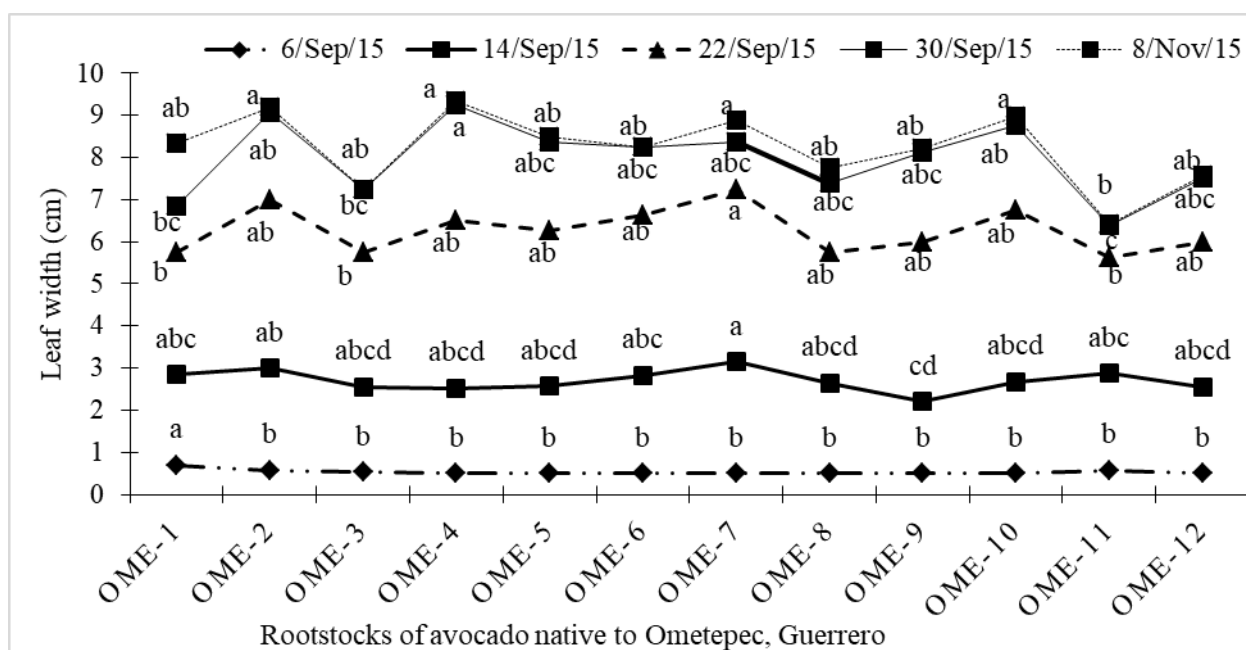 6/Sep/15 14/Sep/15 22/Sep/15 30/Sep/15 8/Nov/15
Leaf width (cm)
10
9
8
7
6
5
4
3
2
1
0
ab a ab a ab ab a ab ab a b ab
ab a abc abc abc abc abc ab c abc
bc bc
b ab b ab ab ab a ab ab ab b ab
abc ab abcd abcd abcd abc a abcd cd abcd abc abcd
a b b b b b b b b b b b
OME-1 OME-2 OME-3 OME-4 OME-5 OME-6 OME-7 OME-8 OME-9 OME-10 OME-11 OME-12
Rootstocks of avocado native to Ometepec, Guerrero